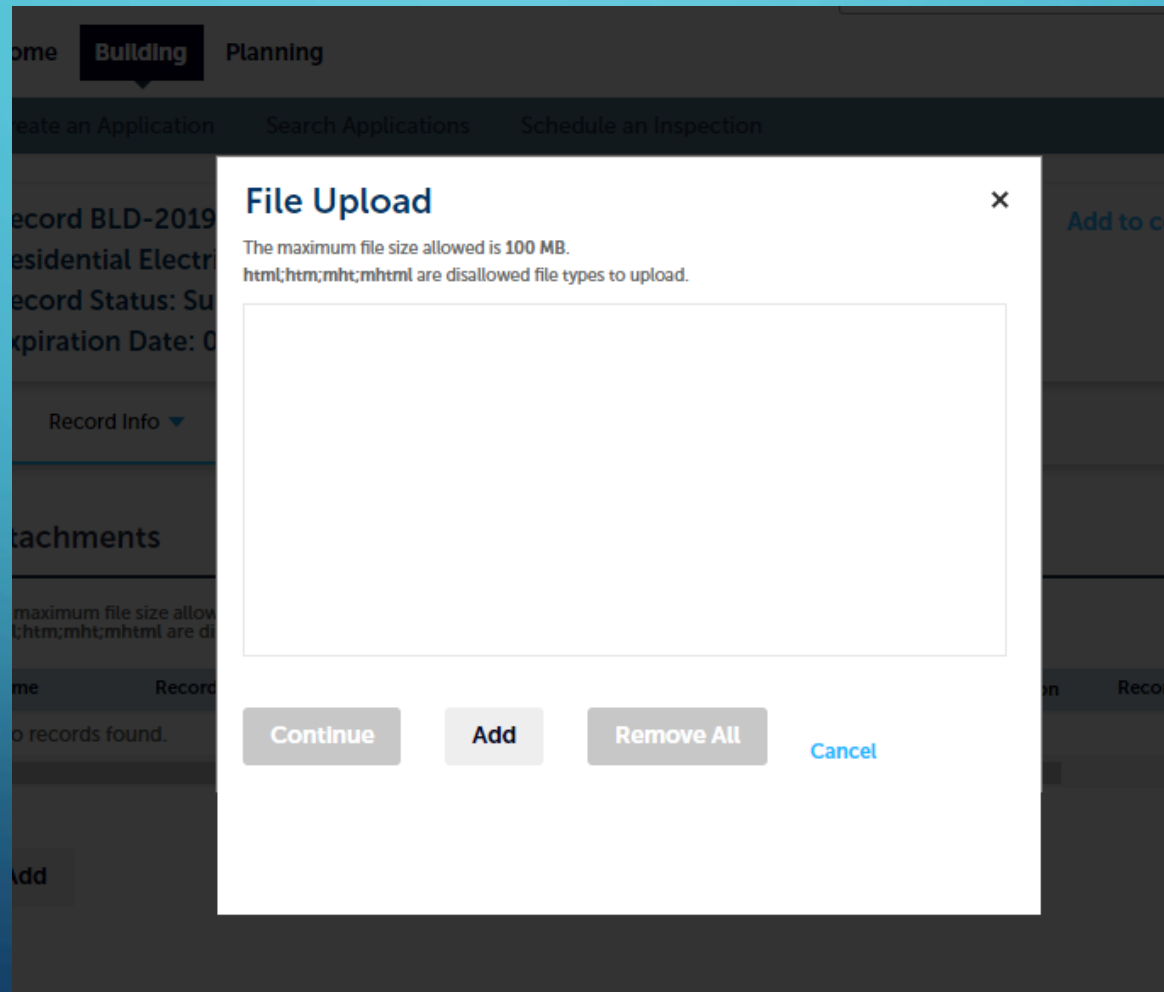 ome Building Planning
reate an Application Search Applications Schedule an Inspection
File Upload ×
ecord BLD-2019
Add to c
The maximum file size allowed is 100 MB.
esidential Electri
html;htm;mht;mhtml are disallowed file types to upload.
ecord Status: Su
xpiration Date: 0
Record Info
tachments
maximum file size allow
l;htm;mht;mhtml are di
me Record on Recor
o records found.
Continue Add Remove All Cancel
Add